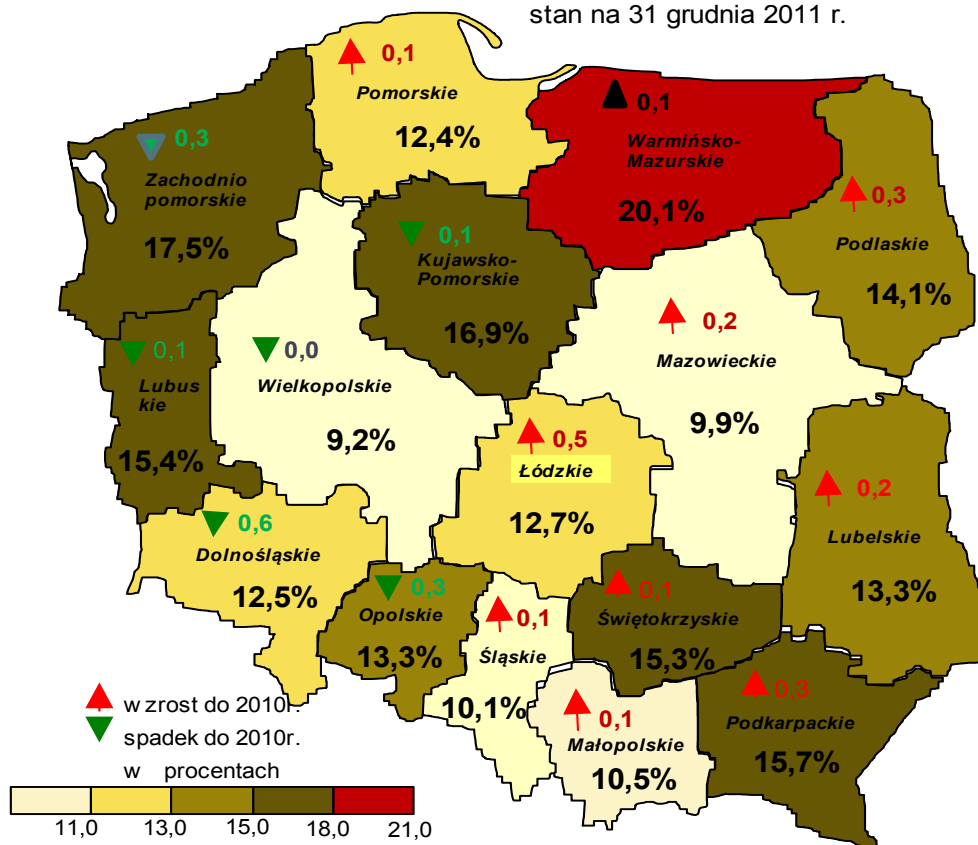 stan na 31 grudnia 2011 r.
0,1
Pomorskie
12,4%
0,1
Warmińsko-
Mazurskie
20,1%
0,3
Zachodnio
pomorskie
17,5%
0,3
Podlaskie
14,1%
0,1
Kujawsko-
Pomorskie
16,9%
0,2
Mazowieckie
9,9%
0,1
Lubus
kie
15,4%
0,0
Wielkopolskie
9,2%
0,5
Łódzkie
12,7%
0,2
Lubelskie
13,3%
0,6
Dolnośląskie
12,5%
0,3
Opolskie
13,3%
0,1
Śląskie
10,1%
0,1
Świętokrzyskie
15,3%
0,1
Małopolskie
10,5%
0,3
Podkarpackie
15,7%
wzrost do 2010r.
spadek do 2010r.
w procentach
11,0 13,0 15,0 18,0 21,0